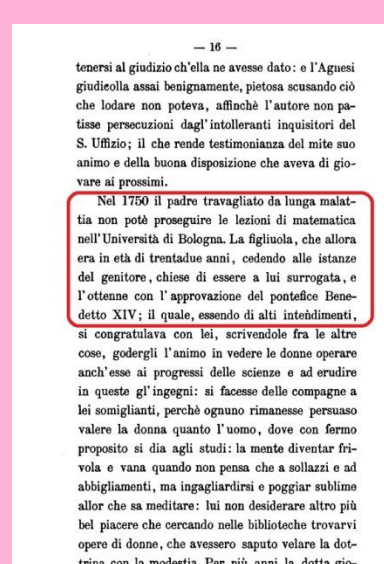 — 16 —
tenersi al giudizio ch'ella ne avesse dato: e l'Agnesi
giudicolla assai benignamente, pietosa scusando ciò
che lodare non poteva, affinchè l'autore non pa-
tisse persecuzioni dagl'intolleranti inquisitori del
S. Uffizio; il che rende testimonianza del mite suo
animo e della buona disposizione che aveva di gio-
vare ai prossimi.
Nel 1750 il padre travagliato da lunga malat-
tia non potè proseguire le lezioni di matematica
nell'Università di Bologna. La figliuola, che allora
era in età di trentadue anni, cedendo alle istanze
del genitore, chiese di essere a lui surrogata, e
l'ottenne con l'approvazione del pontefice Bene-
detto XIV; il quale, essendo di alti intendimenti,
si congratulava con lei, scrivendole fra le altre
cose, godergli l'animo in vedere le donne operare
anch'esse ai progressi delle scienze e ad erudire
in queste gl'ingegni: si facesse delle compagne a
lei somiglianti, perchè ognuno rimanesse persuaso
valere la donna quanto l'uomo, dove con fermo
proposito si dia agli studi: la mente diventar fri-
vola e vana quando non pensa che a sollazzi e ad
abbigliamenti, ma ingagliardirsi e poggiar sublime
allor che sa meditare: lui non desiderare altro più
bel piacere che cercando nelle biblioteche trovarvi
opere di donne, che avessero saputo velare la dot-
trina con la modestia. Per più anni la dotta gio-